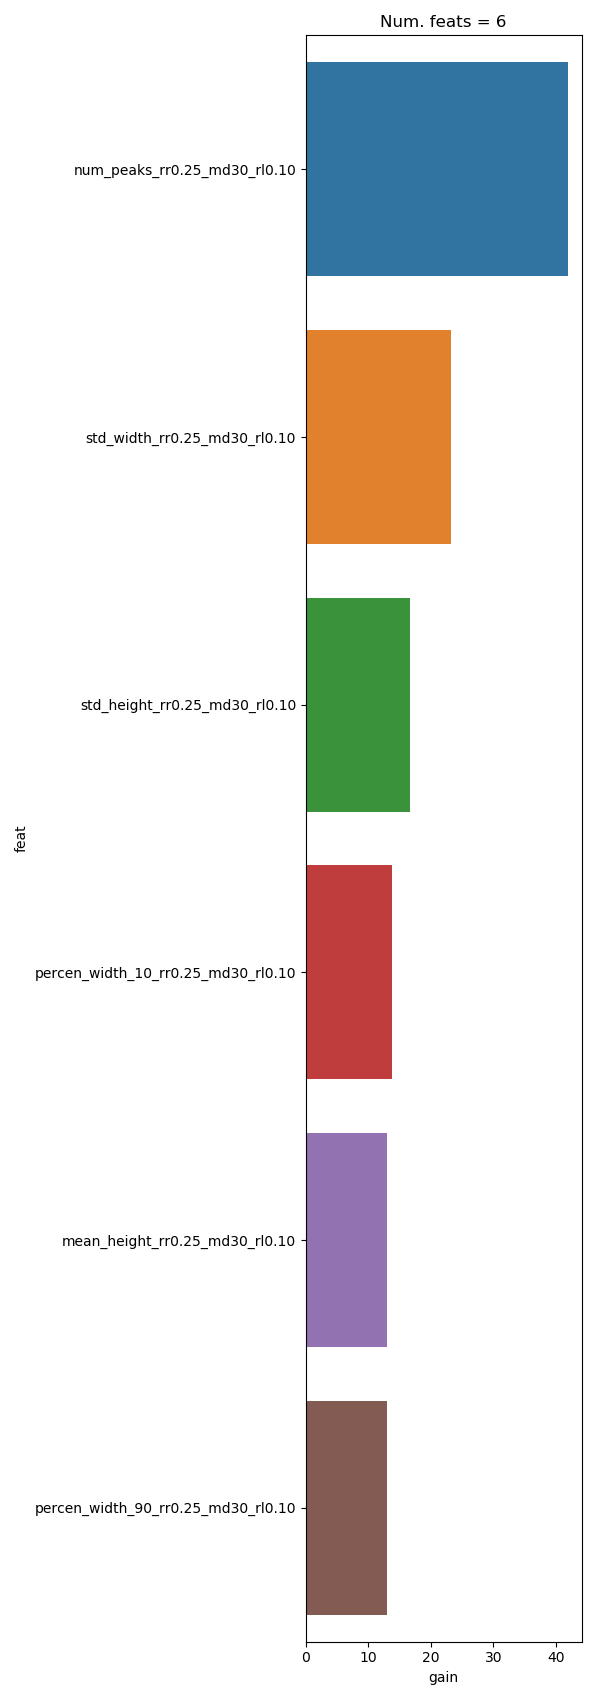 Num. feats = 6
num_peaks_rr0.25_md30_rl0.10
std_width_rr0.25_md30_rl0.10
std_height_rr0.25_md30_rl0.10
feat
percen_width_10_rr0.25_md30_rl0.10
mean_height_rr0.25_md30_rl0.10
percen_width_90_rr0.25_md30_rl0.10
0 10 20 30 40
gain